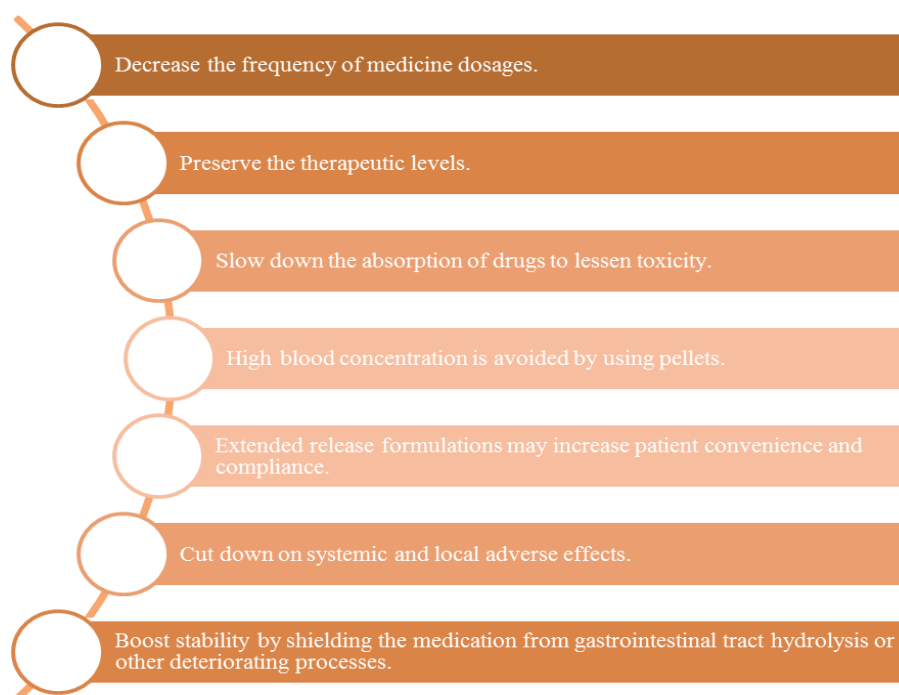 Decrease the frequency of medicine dosages.
Preserve the therapeutic levels.
Slow down the absorption of drugs to lessen toxicity.
High blood concentration is avoided by using pellets.
Extended release formulations may increase patient convenience and
compliance.
Cut down on systemic and local adverse effects.
Boost stability by shielding the medication from gastrointestinal tract hydrolysis or
other deteriorating processes.